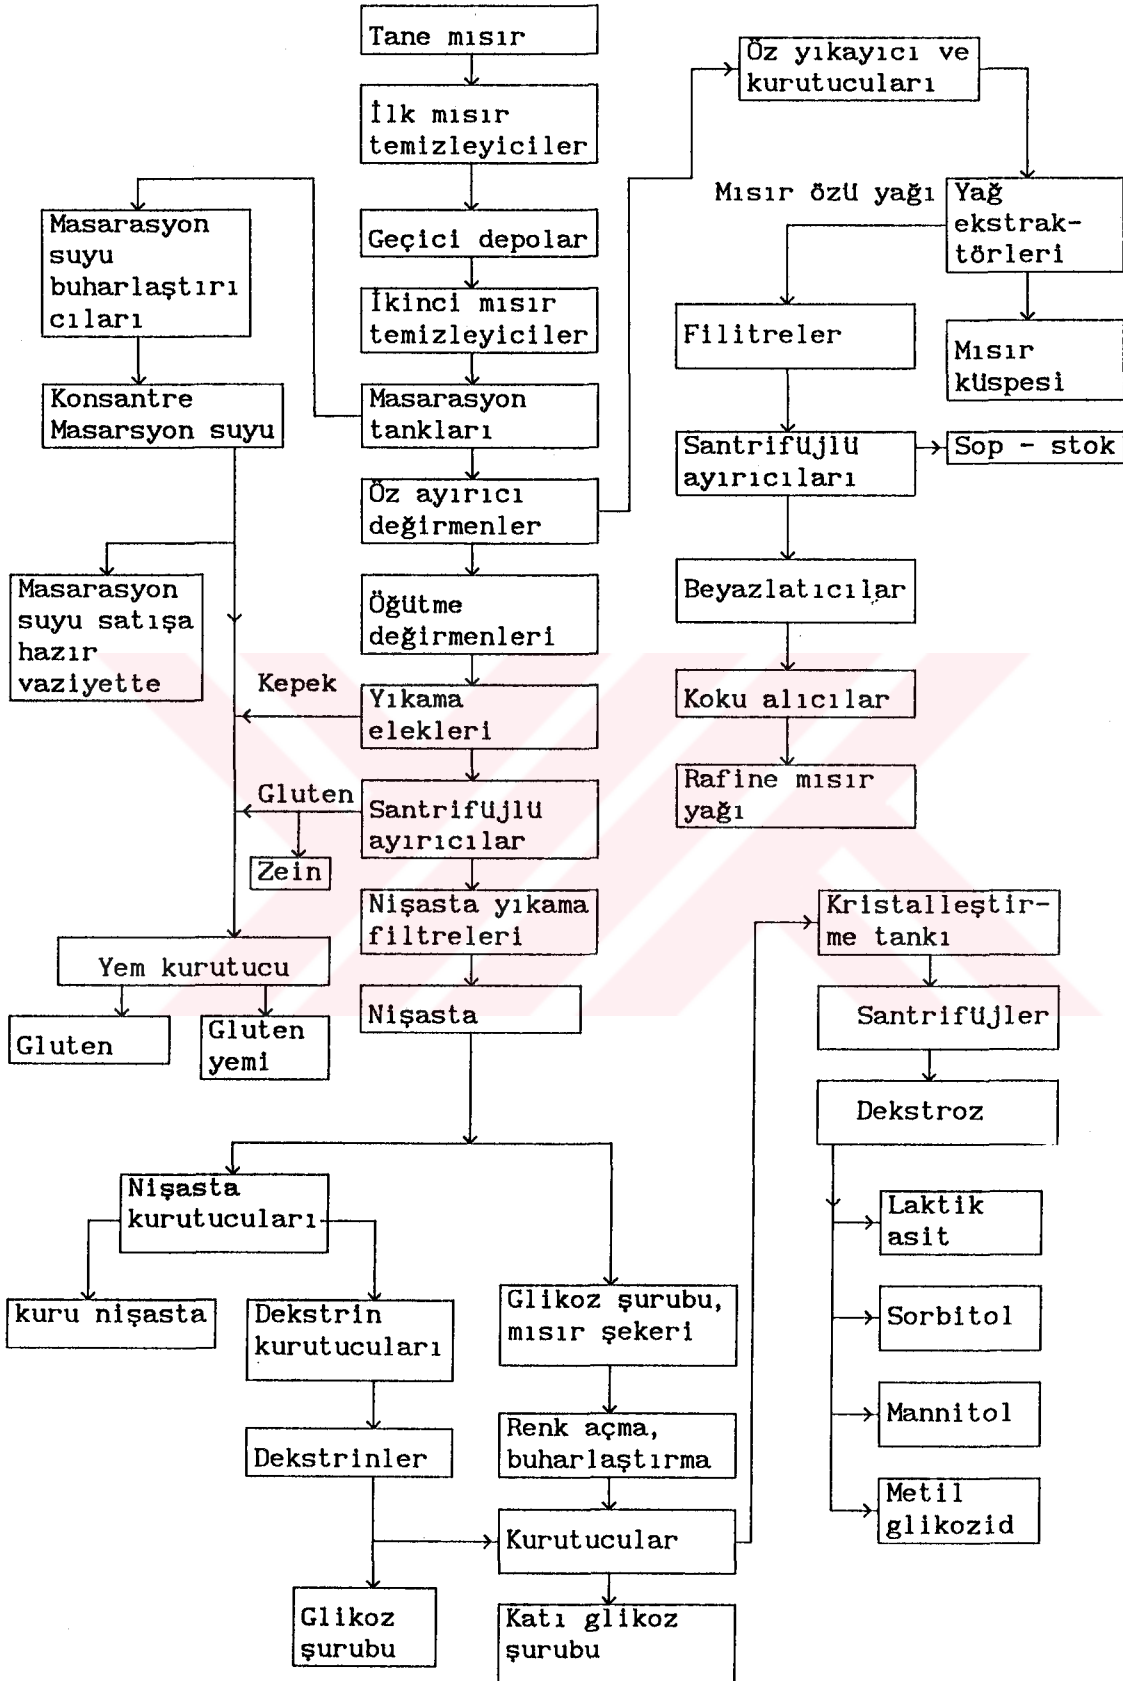 Tane mısır
İlk mısır
temizleyiciler
Geçici depolar
İkinci mısır
temizleyiciler
Masarasyon
tankları
Öz ayırıcı
değirmenler
Öğütme
değirmenleri
Yıkama
elekleri
Santrifüjlü
ayırıcılar
Nişasta yıkama
filtreleri
Nişasta
Masarasyon
suyu
buharlaştırı
cıları
Konsantre
Masarsyon suyu
Masarasyon
suyu satışa
hazır
vaziyette
Kepek
Gluten
Zein
Yem kurutucu
Gluten
Gluten
yemi
Öz yıkayıcı ve
kurutucuları
Mısır özü yağı
Yağ
ekstrak-
törleri
Mısır
küspesi
Filitreler
Santrifüjlü
ayırıcıları
Sop - stok
Beyazlatıcılar
Koku alıcılar
Rafine mısır
yağı
Nişasta
kurutucuları
kuru nişasta
Dekstrin
kurutucuları
Dekstrinler
Glikoz
şurubu
Glikoz şurubu,
mısır şekeri
Renk açma,
buharlaştırma
Kurutucular
Katı glikoz
şurubu
Kristalleştir-
me tankı
Santrifüjler
Dekstroz
Laktik
asit
Sorbitol
Mannitol
Metil
glikozid